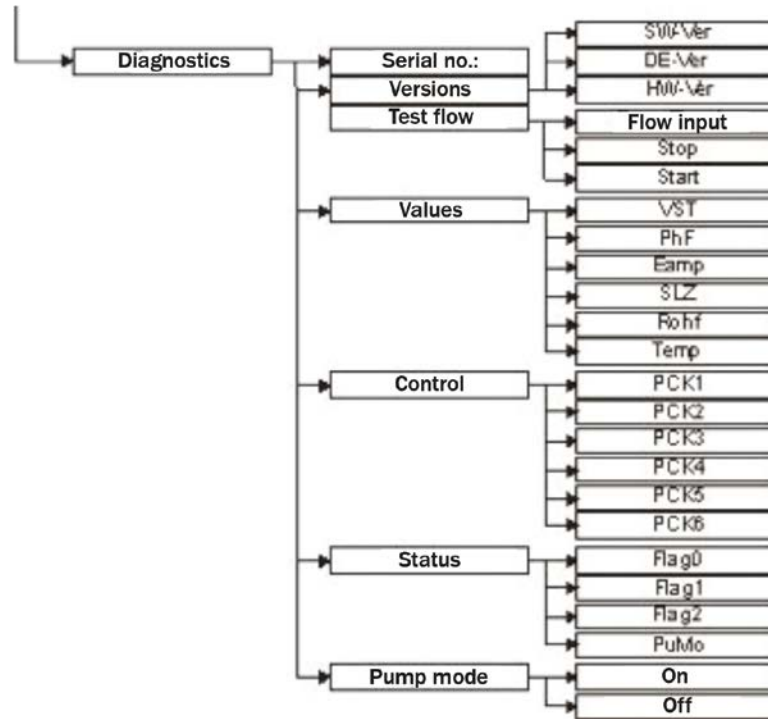 Diagnostics
Serial no.:
Versions
SW-Ver
DE-Ver
HW-Ver
Test flow
Flow input
Stop
Start
Values
VST
PhF
Eamp
SLZ
Rohf
Temp
Control
PCK1
PCK2
PCK3
PCK4
PCK5
PCK6
Status
Flag0
Flag1
Flag2
PuMo
Pump mode
On
Off